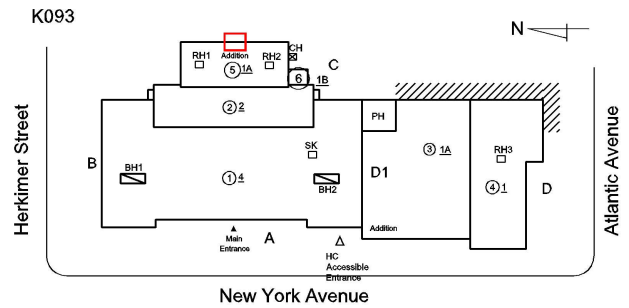 K093
N
RH1
Addition
RH2
CH
⑤ 1A
⑥
1B
C
② 2
PH
B
BH1
SK
① 4
BH2
D1
③ 1A
RH3
④ 1
D
Main
Entrance
A
Addition
HC
Accessible
Entrance
Herkimer Street
Atlantic Avenue
New York Avenue